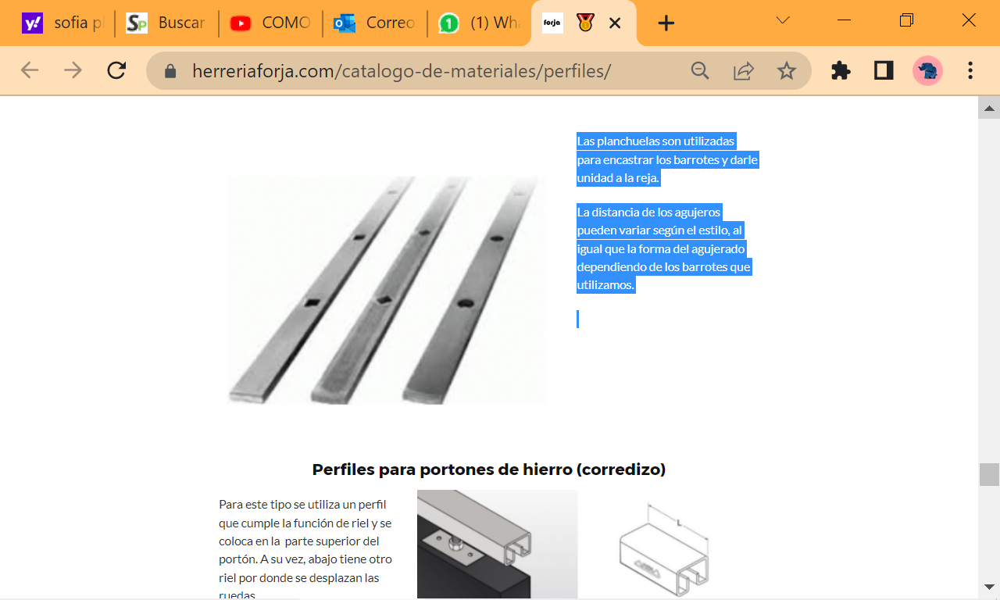 sofia pl
Buscar
COMO
Correo
(1) Wha
forja
herreriaforja.com/catalogo-de-materiales/perfiles/
Las planchuelas son utilizadas
para encastrar los barrotes y darle
unidad a la reja.
La distancia de los agujeros
pueden variar según el estilo, al
igual que la forma del agujerado
dependiendo de los barrotes que
utilizamos.
Perfiles para portones de hierro (corredizo)
Para este tipo se utiliza un perfil
que cumple la función de riel y se
coloca en la parte superior del
portón. A su vez, abajo tiene otro
riel por donde se desplazan las
ruedas
L